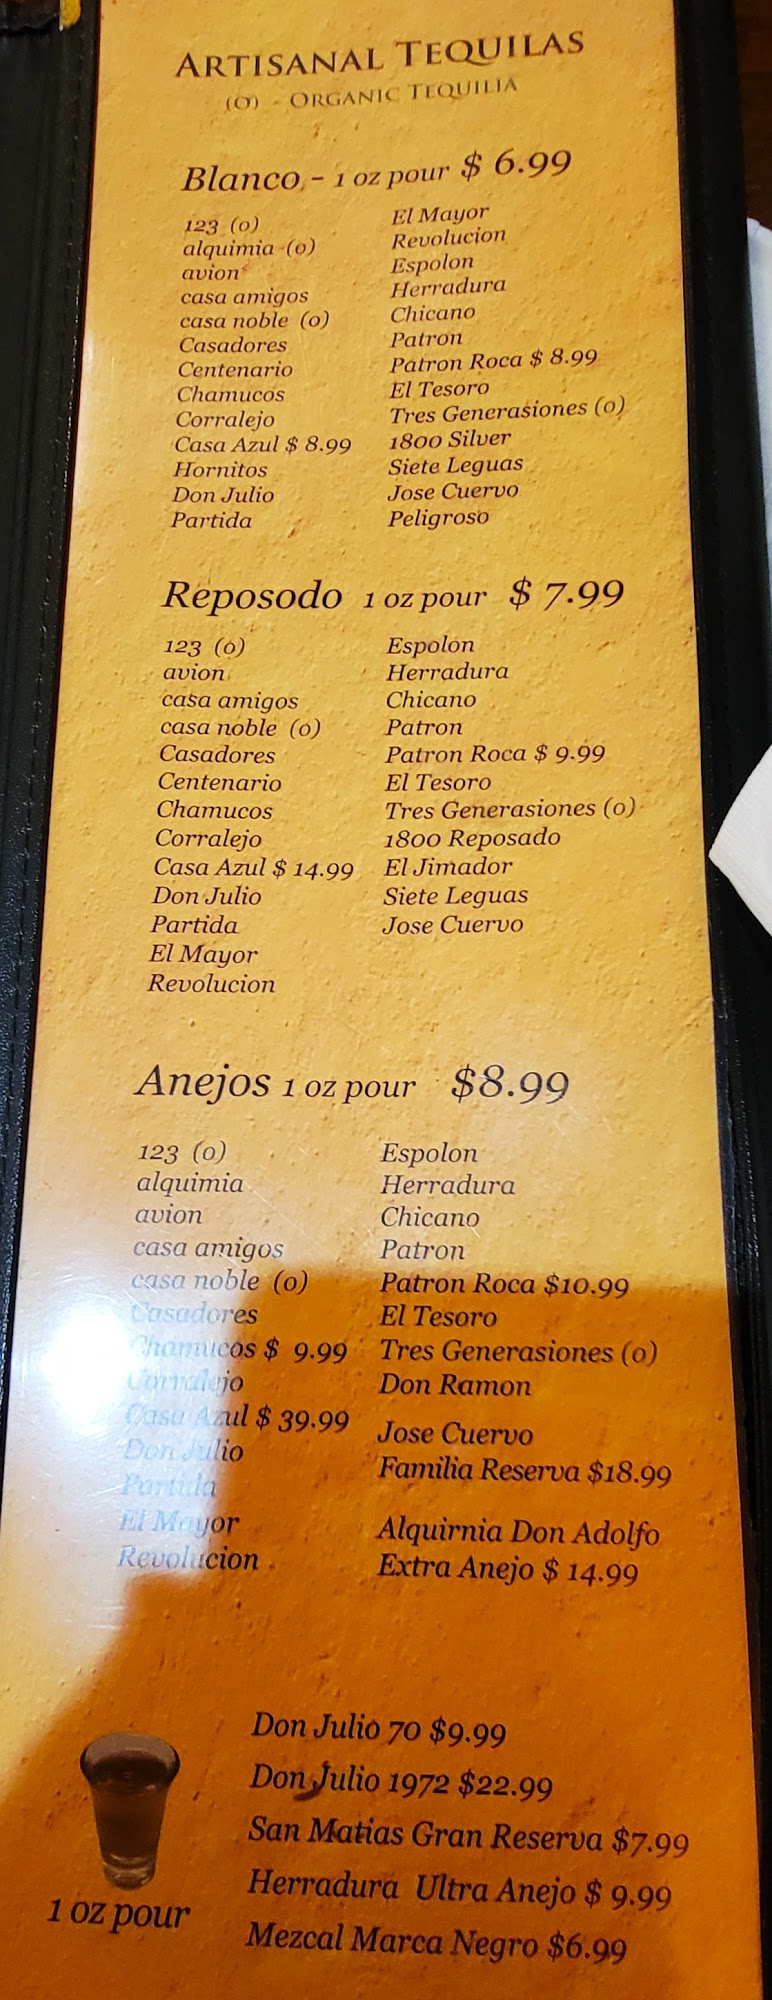 ARTISANAL TEQUILAS
(O) - ORGANIC TEQUILIA
Blanco - 1 oz pour $ 6.99
123 (o)
alquimia (o)
avion
casa amigos
casa noble (o)
Casadores
Centenario
Chamucos
Corralejo
Casa Azul $ 8.99
Hornitos
Don Julio
Partida
El Mayor
Revolucion
Espolon
Herradura
Chicano
Patron
Patron Roca $ 8.99
El Tesoro
Tres Generasiones (o)
1800 Silver
Siete Leguas
Jose Cuervo
Peligroso
Reposodo 1 oz pour $ 7.99
123 (o)
avion
casa amigos
casa noble (o)
Casadores
Centenario
Chamucos
Corralejo
Casa Azul $ 14.99
Don Julio
Partida
El Mayor
Revolucion
Espolon
Herradura
Chicano
Patron
Patron Roca $ 9.99
El Tesoro
Tres Generasiones (o)
1800 Reposado
El Jimador
Siete Leguas
Jose Cuervo
Anejos 1 oz pour $8.99
123 (o)
alquimia
avion
casa amigos
casa noble (o)
Casadores
Chamucos $ 9.99
Corralejo
Casa Azul $ 39.99
Don Julio
Partida
El Mayor
Revolucion
Espolon
Herradura
Chicano
Patron
Patron Roca $10.99
El Tesoro
Tres Generasiones (o)
Don Ramon
Jose Cuervo
Familia Reserva $18.99
Alquirnia Don Adolfo
Extra Anejo $ 14.99
Don Julio 70 $9.99
Don Julio 1972 $22.99
San Matias Gran Reserva $7.99
Herradura Ultra Anejo $ 9.99
Mezcal Marca Negro $6.99
1 oz pour